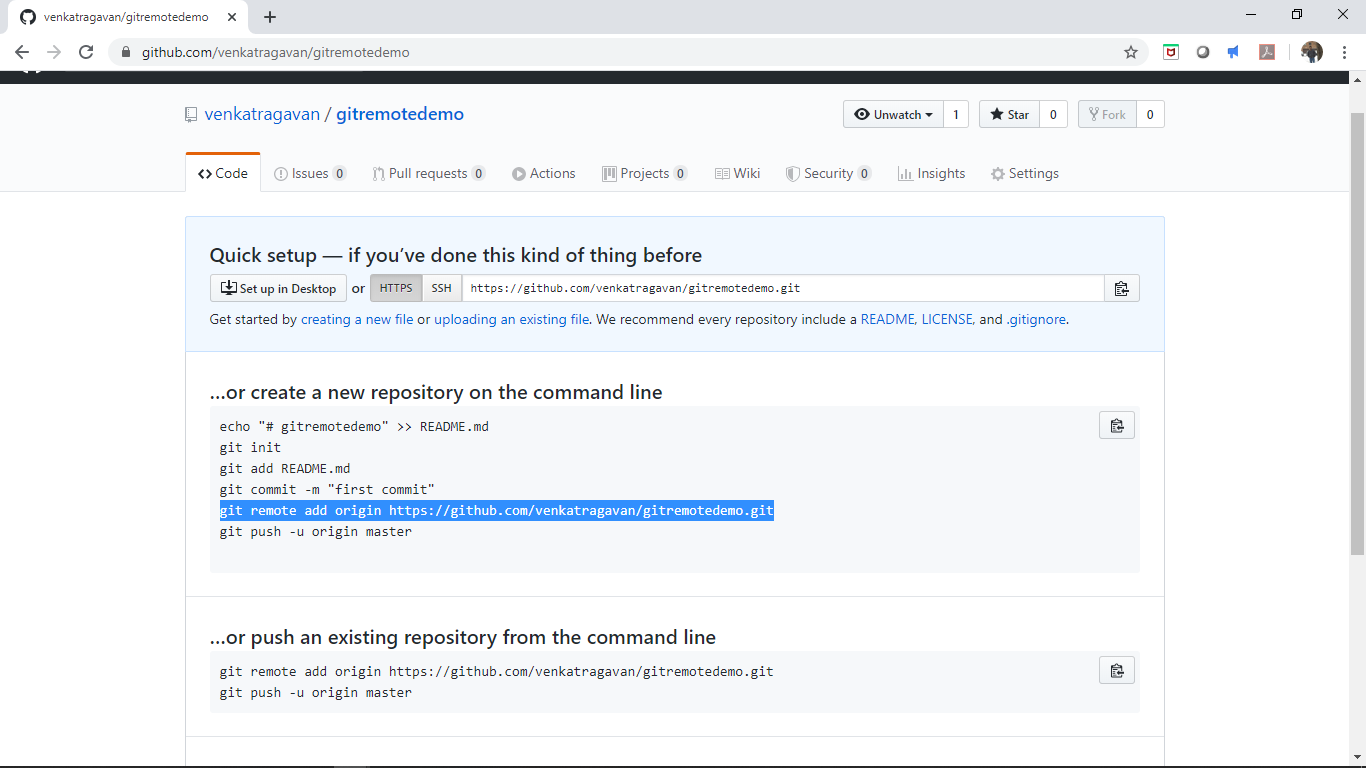 venkatragavan/gitremotedemo
github.com/venkatragavan/gitremotedemo
venkatragavan / gitremotedemo
Unwatch 1 Star 0 Fork 0
Code Issues 0 Pull requests 0 Actions Projects 0 Wiki Security 0 Insights Settings
Quick setup — if you’ve done this kind of thing before
Set up in Desktop or HTTPS SSH https://github.com/venkatragavan/gitremotedemo.git
Get started by creating a new file or uploading an existing file. We recommend every repository include a README, LICENSE, and .gitignore.
…or create a new repository on the command line
echo "# gitremotedemo" >> README.md
git init
git add README.md
git commit -m "first commit"
git remote add origin https://github.com/venkatragavan/gitremotedemo.git
git push -u origin master
…or push an existing repository from the command line
git remote add origin https://github.com/venkatragavan/gitremotedemo.git
git push -u origin master